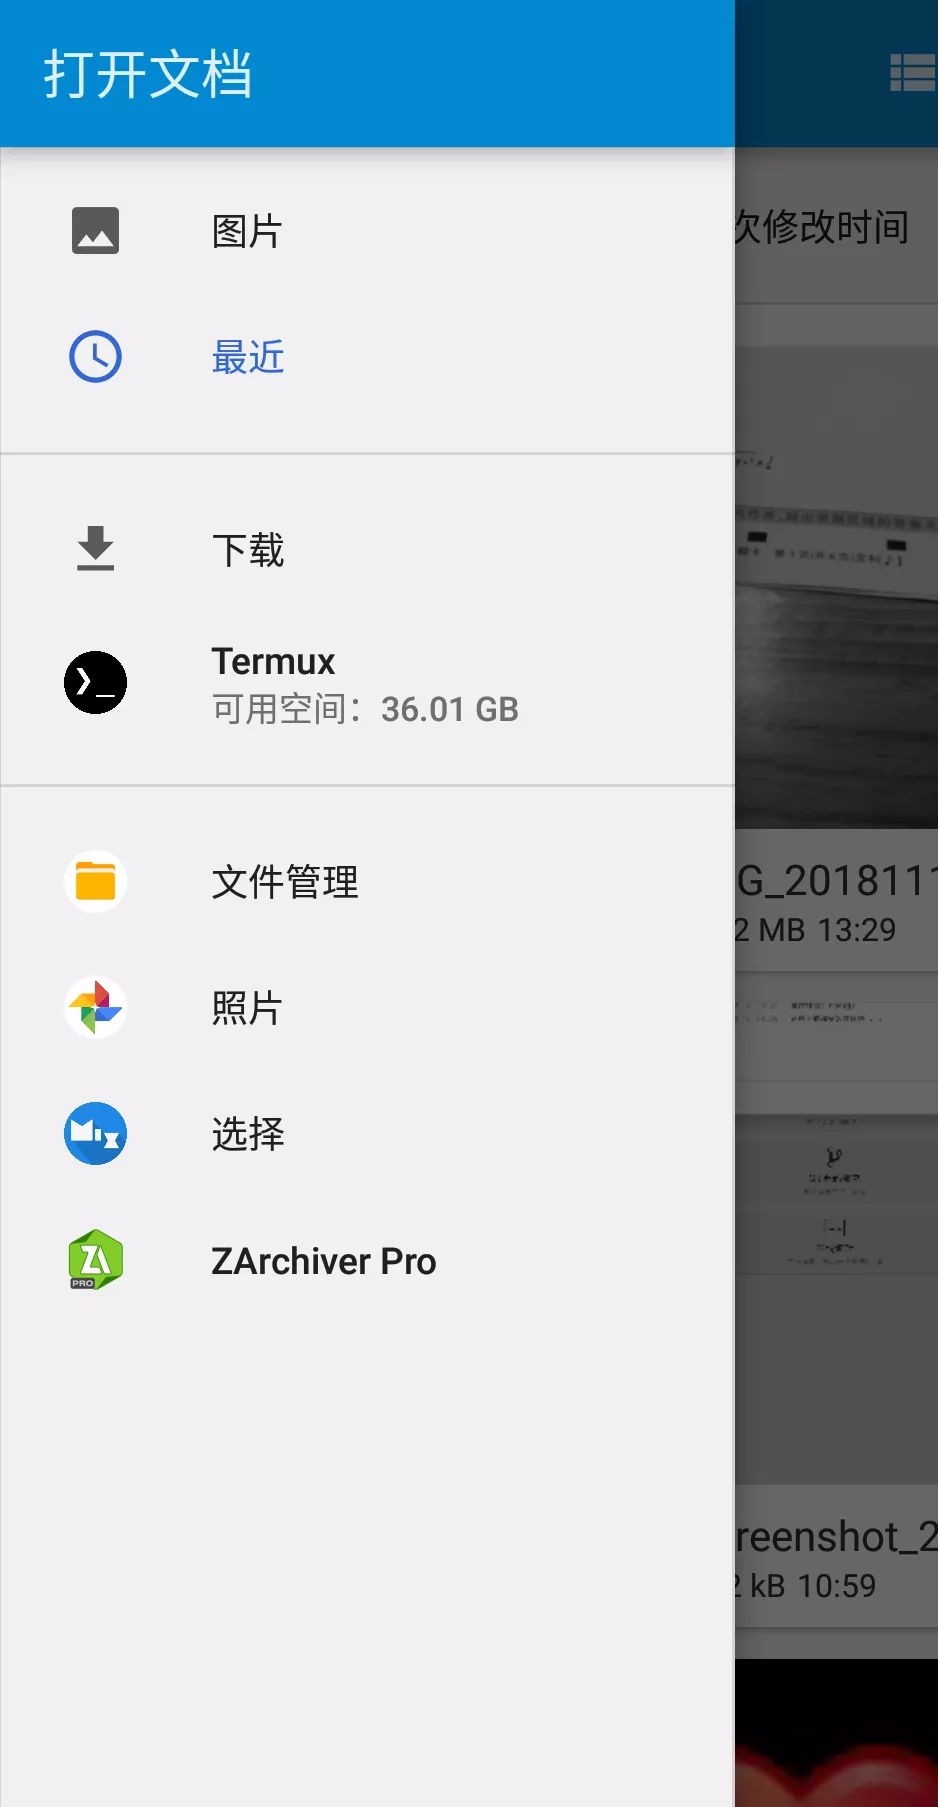 打开文档
图片
最近
下载
Termux
可用空间：36.01 GB
文件管理
照片
选择
ZArchiver Pro
PRO
次修改时间
G_201811
2 MB 13:29
reenshot_2
2 kB 10:59